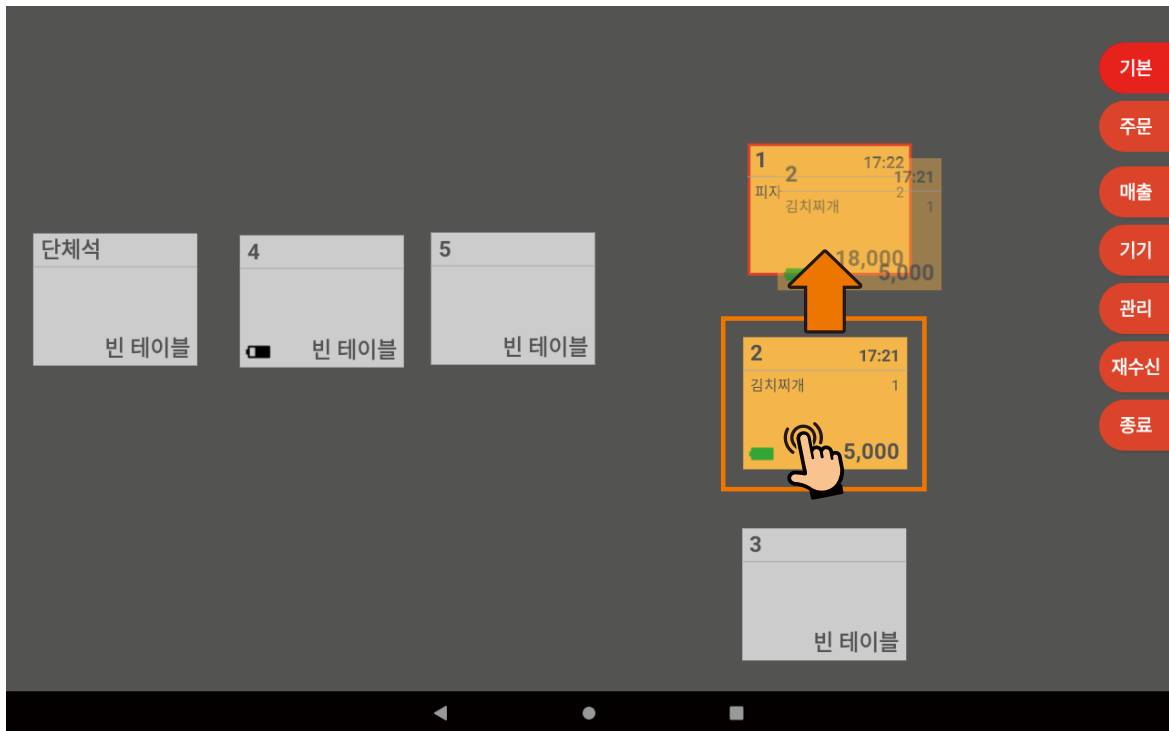 기본
주문
매출
기기
관리
재수신
종료
단체석
빈 테이블
4
빈 테이블
5
빈 테이블
1 17:22
피자 2
18,000
2 17:21
김치찌개 1
5,000
2 17:21
김치찌개 1
5,000
3
빈 테이블